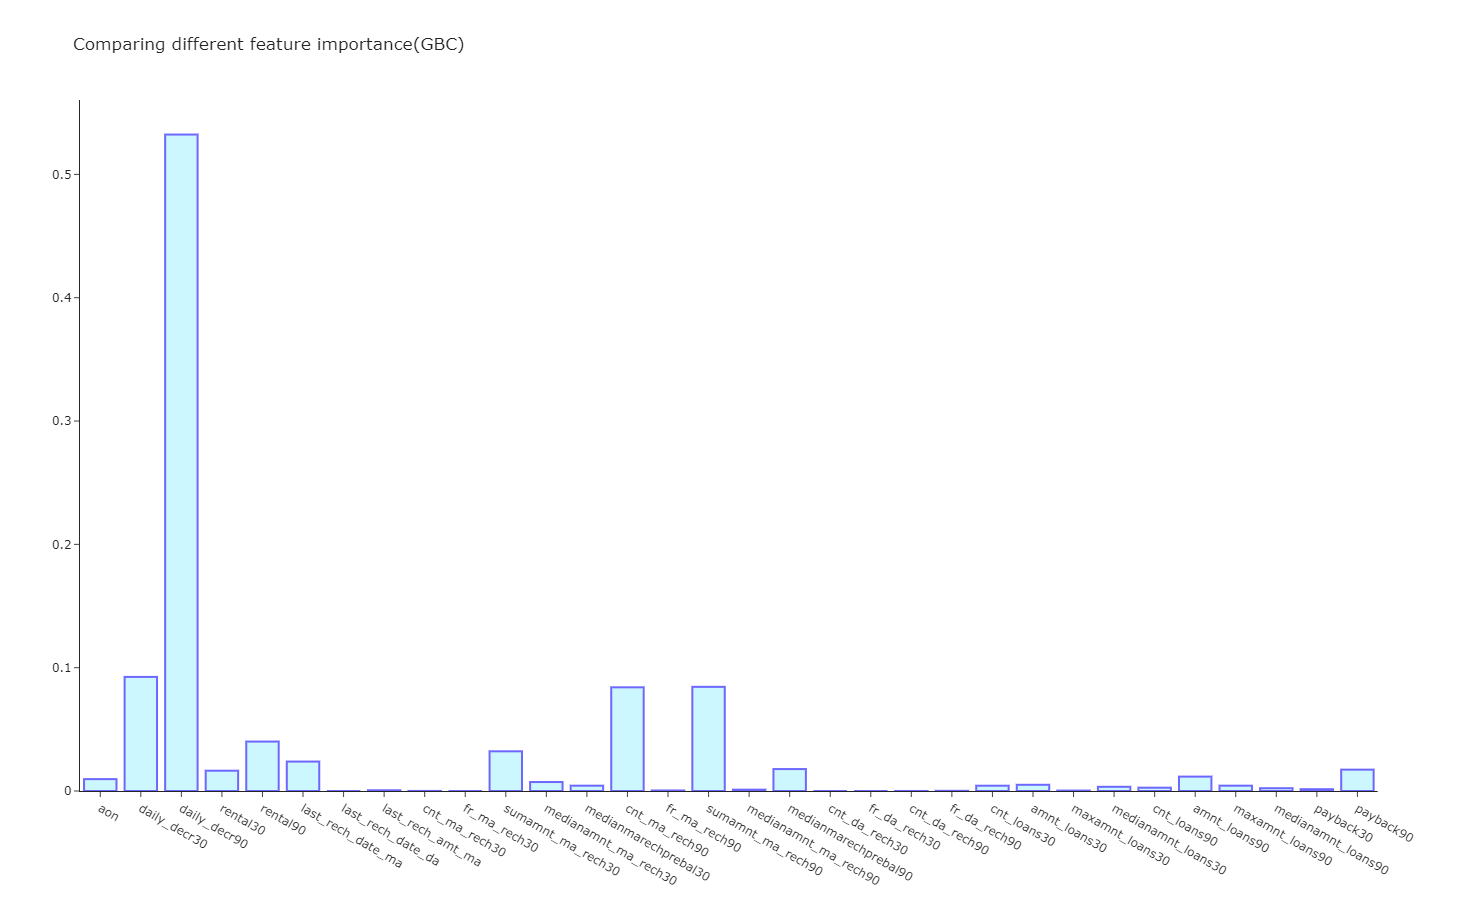 Comparing different feature importance(GBC)
0.5
0.4
0.3
0.2
0.1
0
aon
daily_decr30
daily_decr90
rental30
rental90
last_rech_date_ma
last_rech_date_da
last_rech_amt_ma
cnt_ma_rech30
fr_ma_rech30
sumamnt_ma_rech30
medianamnt_ma_rech30
medianmarechprebal30
cnt_ma_rech90
fr_ma_rech90
sumamnt_ma_rech90
medianamnt_ma_rech90
medianmarechprebal90
cnt_da_rech30
fr_da_rech30
cnt_da_rech90
fr_da_rech90
cnt_loans30
amnt_loans30
maxamnt_loans30
medianamnt_loans30
cnt_loans90
amnt_loans90
maxamnt_loans90
medianamnt_loans90
payback30
payback90